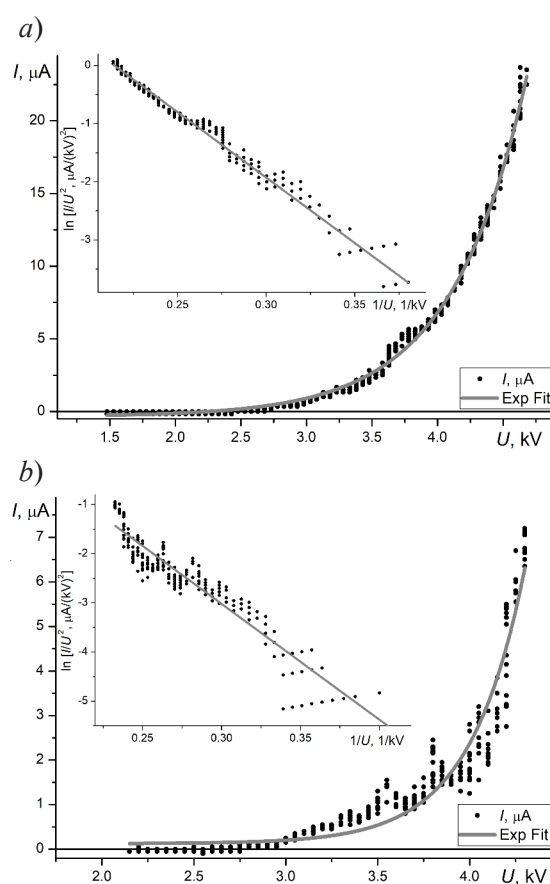 a)
I, μA
20
15
10
5
0
1.5 2.0 2.5 3.0 3.5 4.0 4.5
U, kV
I, μA
Exp Fit
ln [I/U², μA/(kV)²]
0
-1
-2
-3
0.25 0.30 0.35
1/U, 1/kV
b)
I, μA
7
6
5
4
3
2
1
0
2.0 2.5 3.0 3.5 4.0
U, kV
I, μA
Exp Fit
ln [I/U², μA/(kV)²]
-1
-2
-3
-4
-5
0.25 0.30 0.35
1/U, 1/kV